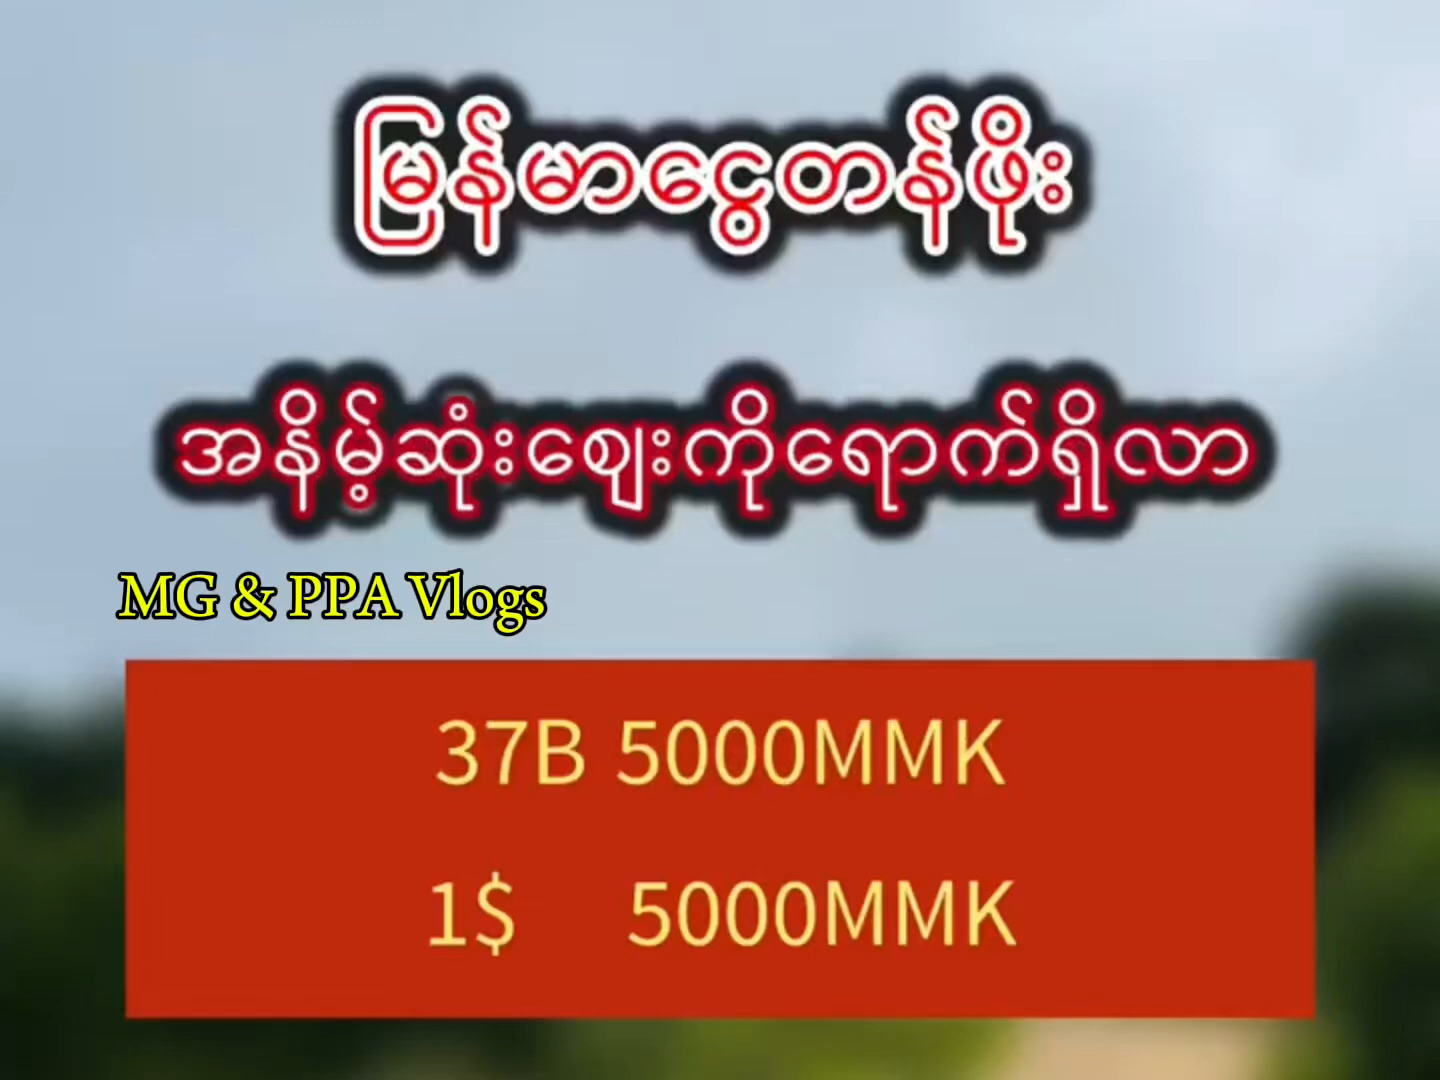 မြန်မာငွေတန်ဖိုး
အနိမ့်ဆုံးဈေးကိုရောက်ရှိလာ
MG & PPA Vlogs
37B 5000MMK
1$ 5000MMK